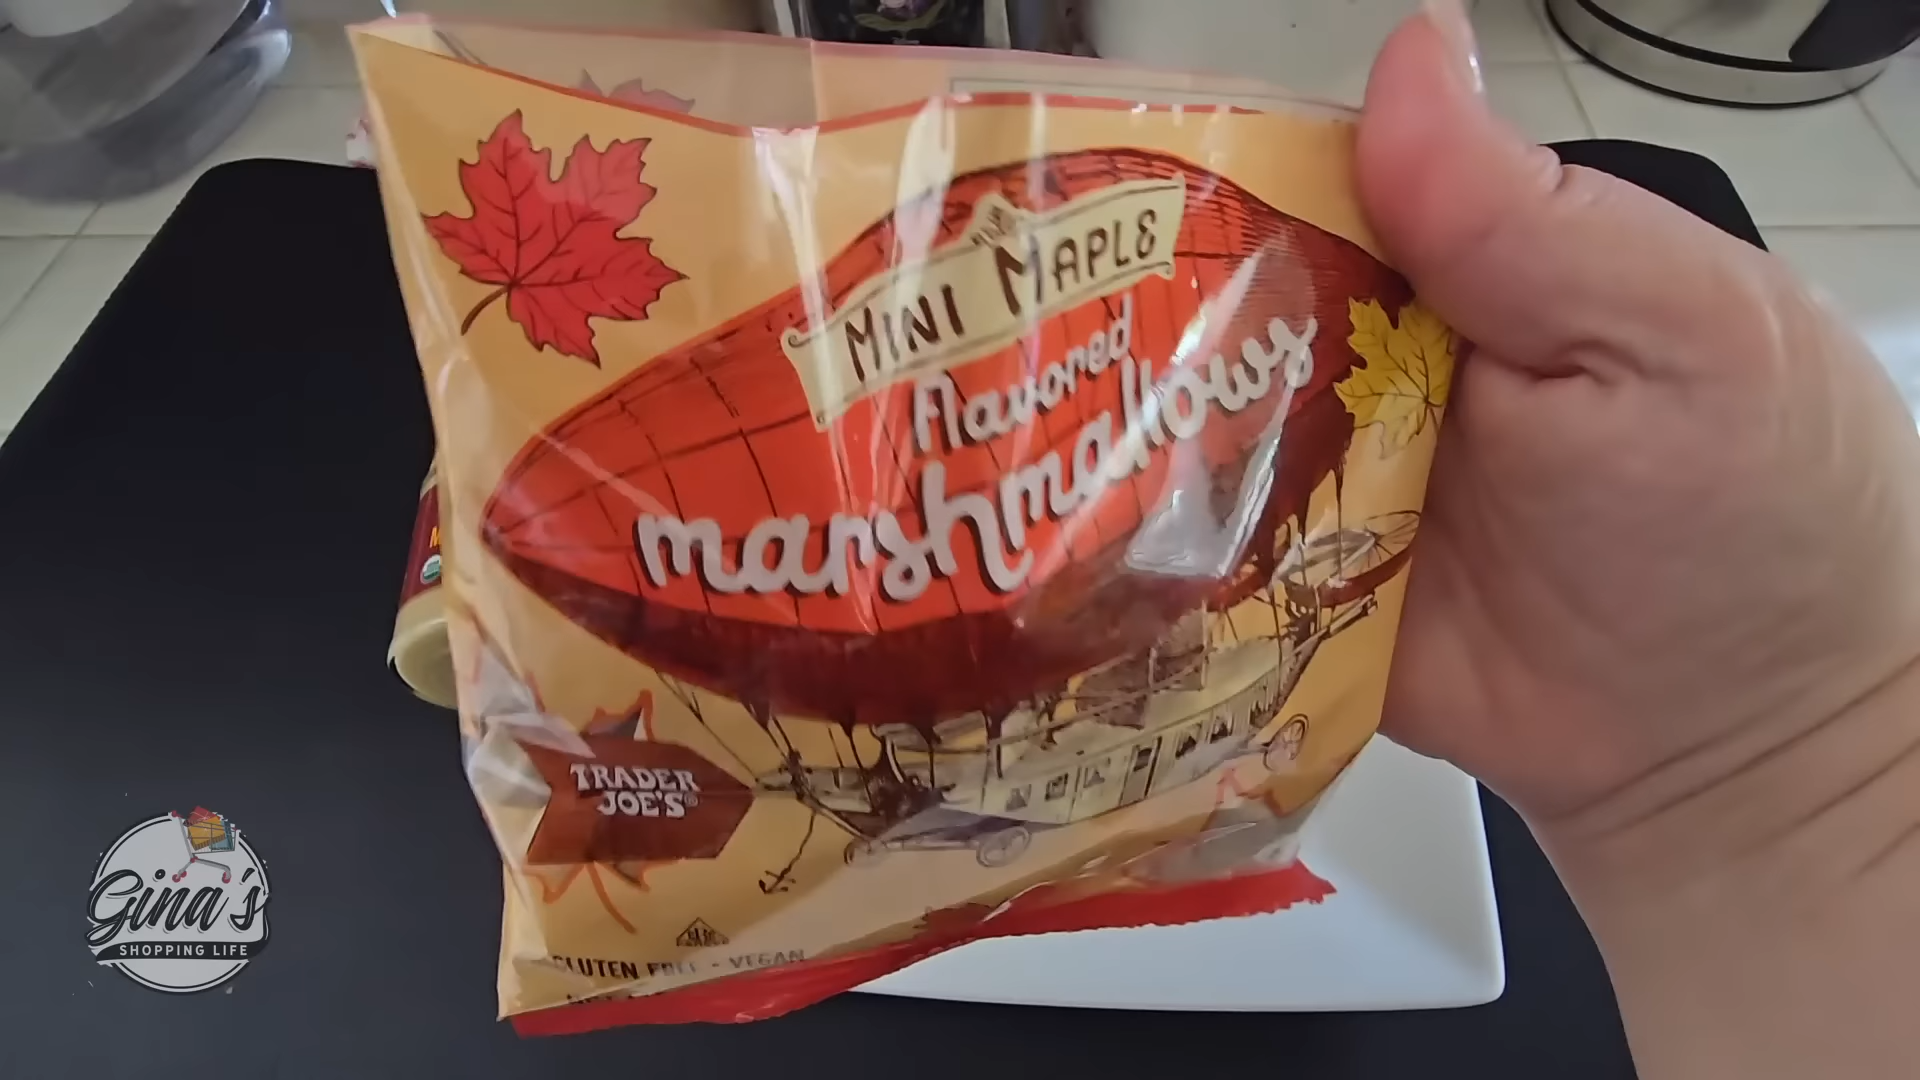 MINI MAPLE
flavored
marshmallows
TRADER
JOE'S®
GLUTEN FREE - VEGAN
Gina's
SHOPPING LIFE